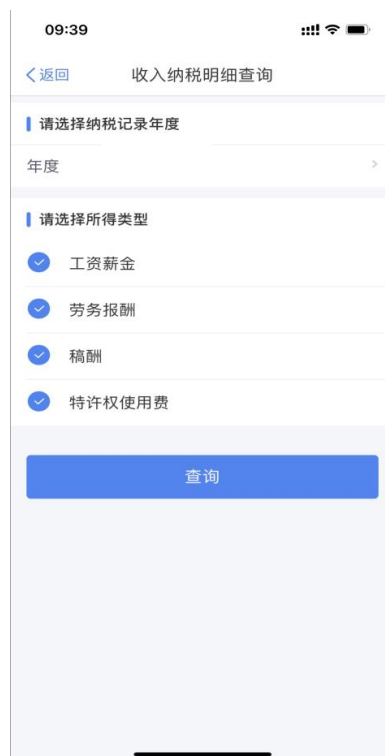 09:39
返回 收入纳税明细查询
请选择纳税记录年度
年度
请选择所得类型
工资薪金
劳务报酬
稿酬
特许权使用费
查询